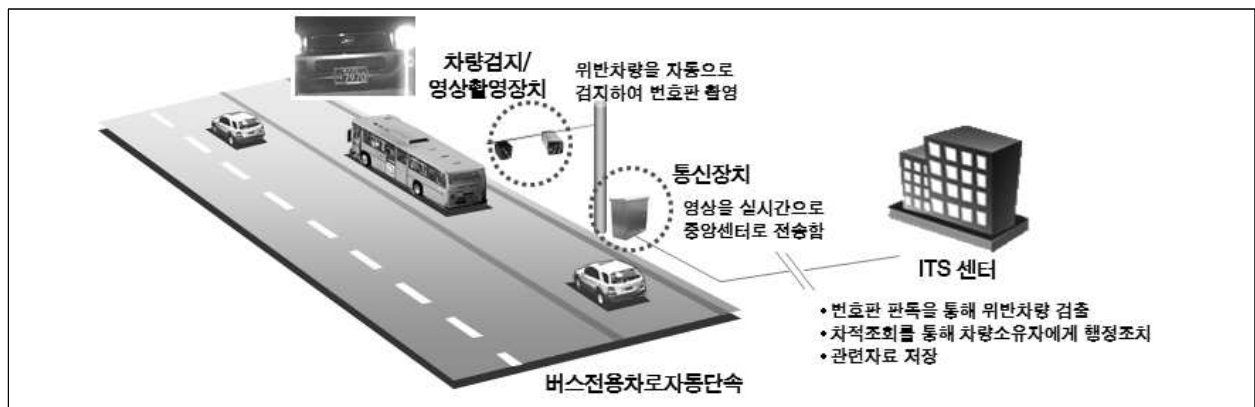 차량검지/
영상촬영장치
위반차량을 자동으로
검지하여 번호판 촬영
통신장치
영상을 실시간으로
중앙센터로 전송함
ITS 센터
• 번호판 판독을 통해 위반차량 검출
• 차적조회를 통해 차량소유자에게 행정조치
• 관련자료 저장
버스전용차로자동단속